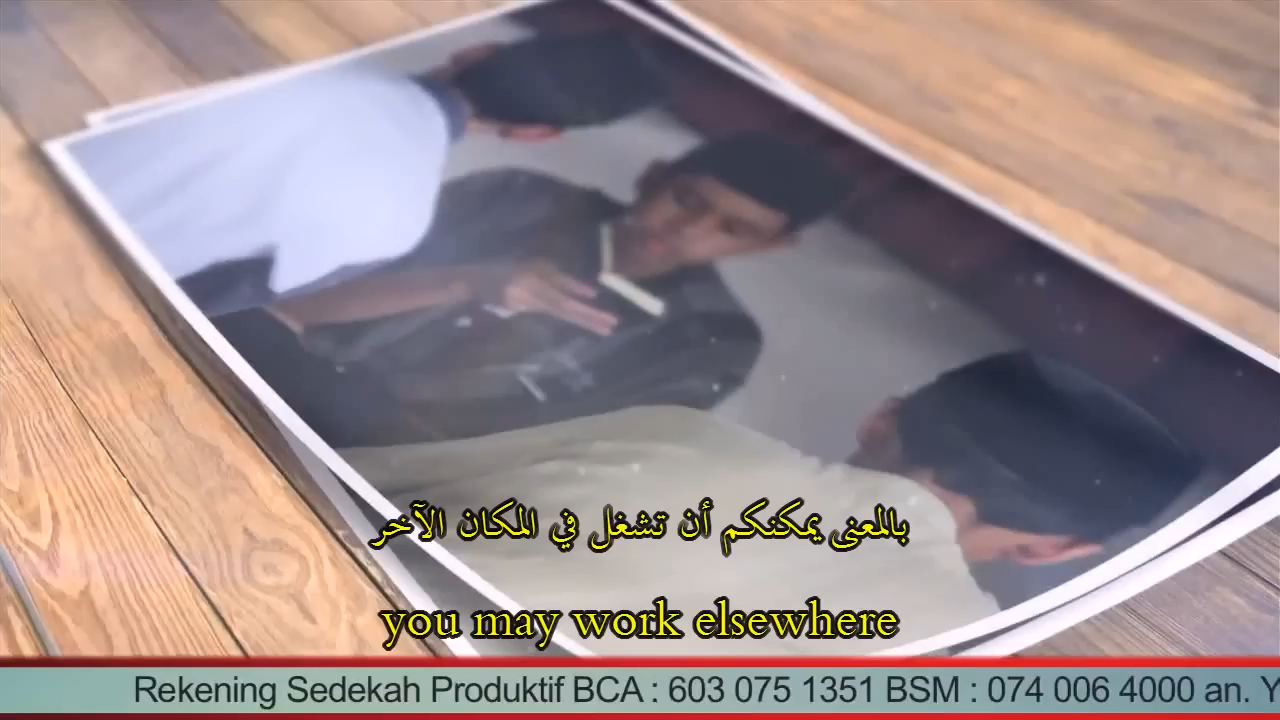 بالمعنى يمكنكم أن تشغل في المكان الآخر
you may work elsewhere
Rekening Sedekah Produktif BCA : 603 075 1351 BSM : 074 006 4000 an. Y